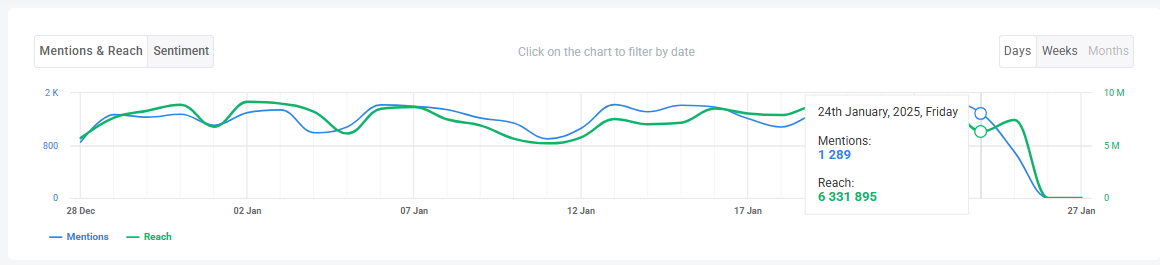 Mentions & Reach Sentiment
Click on the chart to filter by date
Days Weeks Months
2 K
800
0
10 M
5 M
0
24th January, 2025, Friday
Mentions:
1 289
Reach:
6 331 895
28 Dec 02 Jan 07 Jan 12 Jan 17 Jan 27 Jan
Mentions Reach